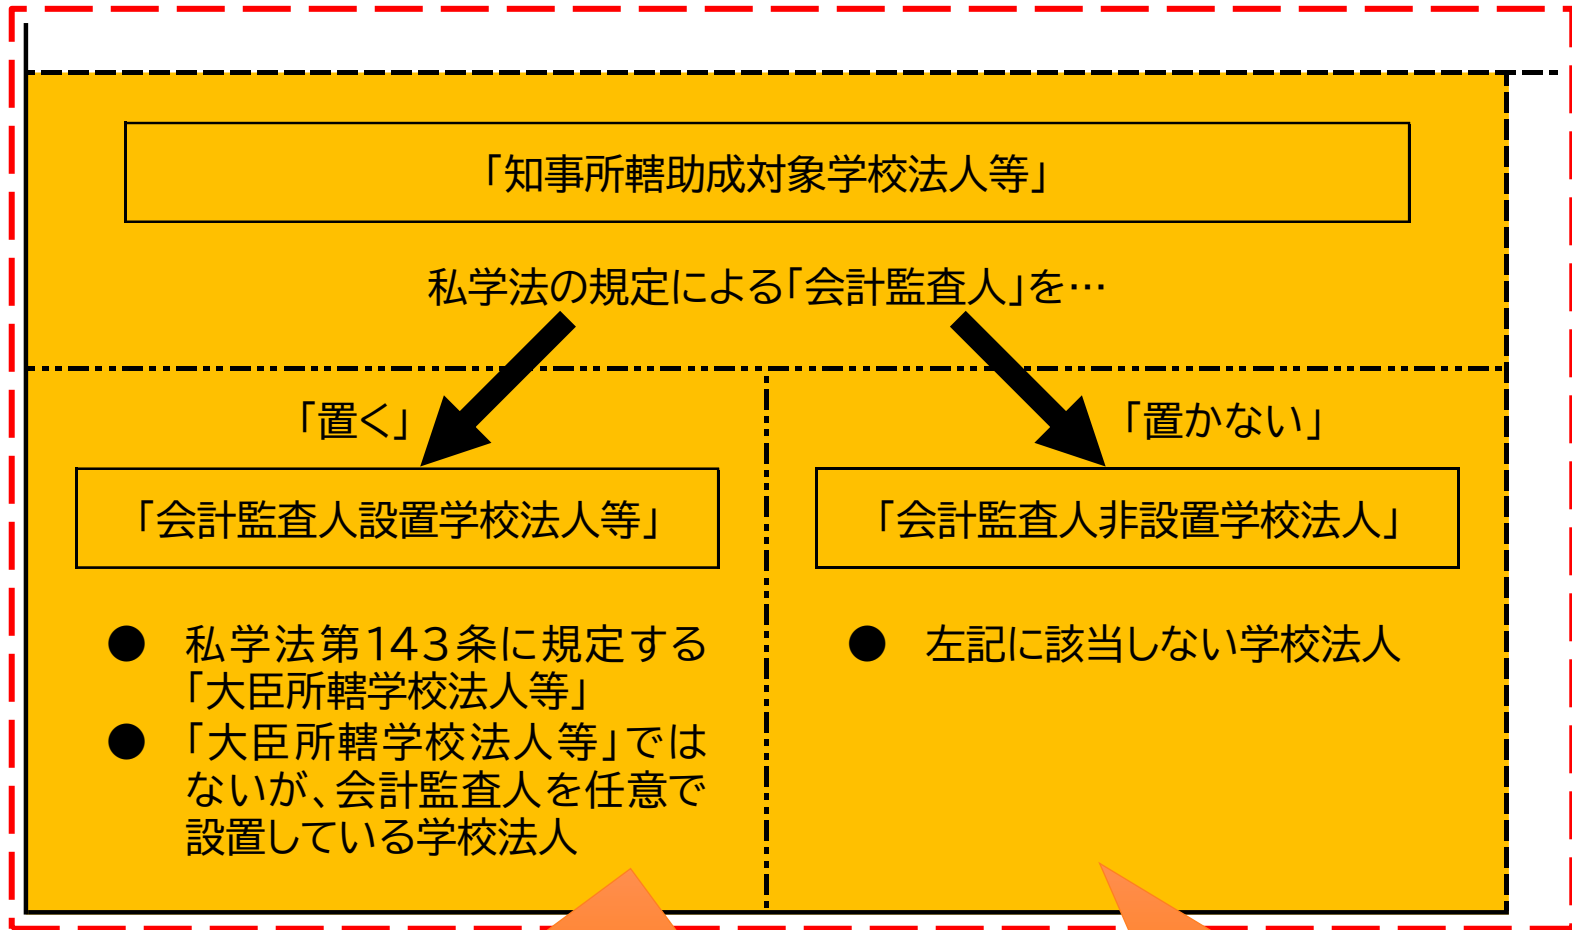 「知事所轄助成対象学校法人等」
私学法の規定による「会計監査人」を…
「置く」
「置かない」
「会計監査人設置学校法人等」
「会計監査人非設置学校法人」
● 私学法第143条に規定する
「大臣所轄学校法人等」
● 「大臣所轄学校法人等」では
ないが、会計監査人を任意で
設置している学校法人
● 左記に該当しない学校法人